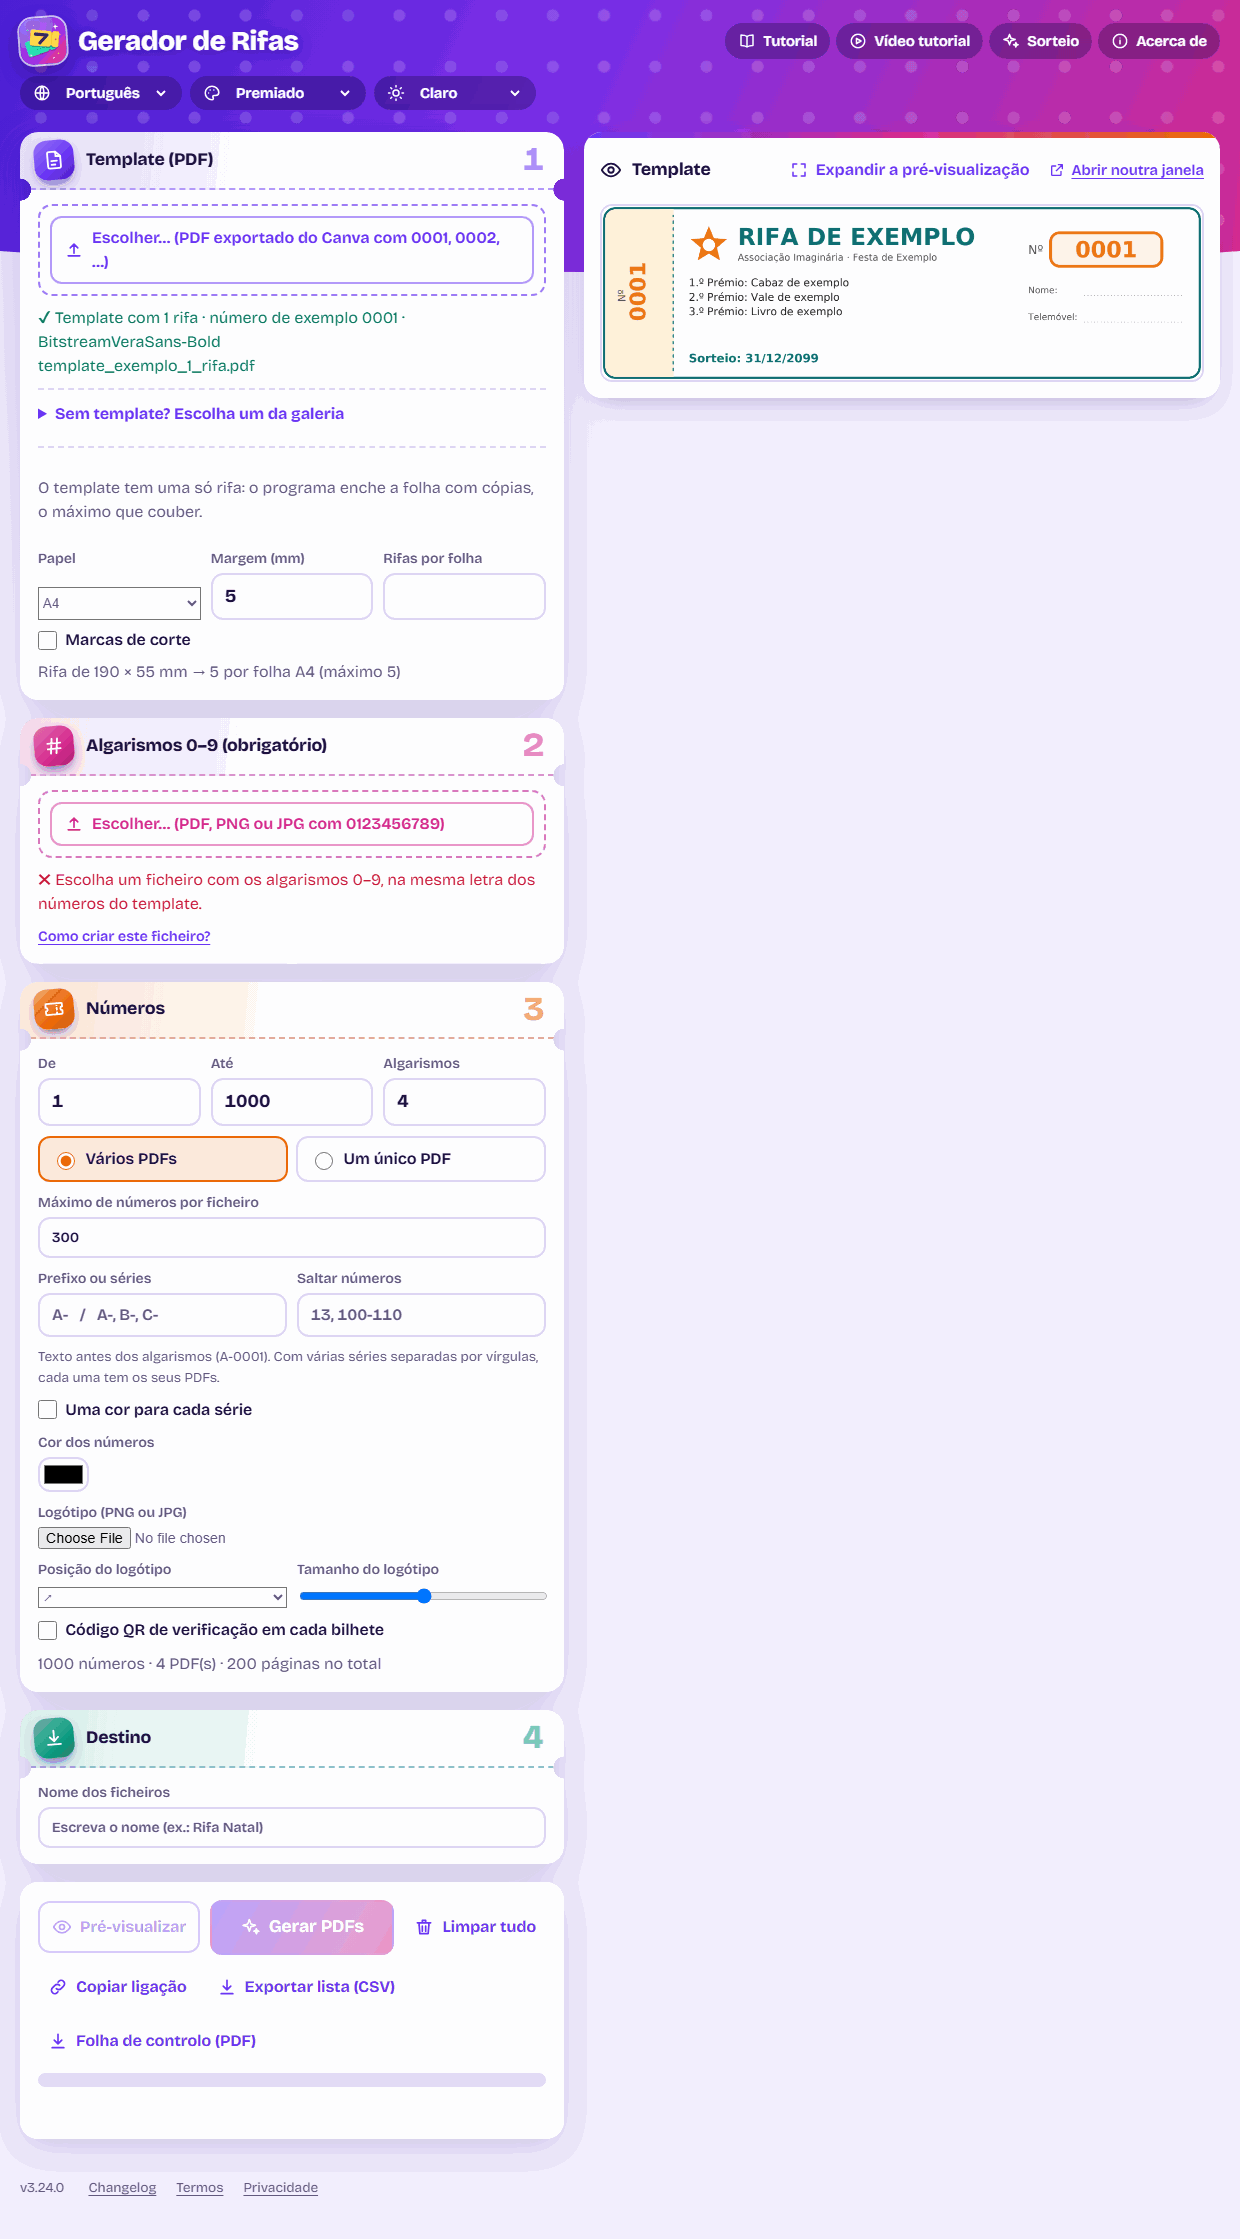 Gerador de Rifas
Tutorial
Vídeo tutorial
Sorteio
Acerca de
Português
Premiado
Claro
Template (PDF)
1
Escolher... (PDF exportado do Canva com 0001, 0002,
...)
✓ Template com 1 rifa · número de exemplo 0001 ·
BitstreamVeraSans-Bold
template_exemplo_1_rifa.pdf
Sem template? Escolha um da galeria
O template tem uma só rifa: o programa enche a folha com cópias,
o máximo que couber.
Papel
Margem (mm)
Rifas por folha
A4
5
Marcas de corte
Rifa de 190 × 55 mm → 5 por folha A4 (máximo 5)
Algarismos 0–9 (obrigatório)
2
Escolher... (PDF, PNG ou JPG com 0123456789)
✕ Escolha um ficheiro com os algarismos 0–9, na mesma letra dos
números do template.
Como criar este ficheiro?
Números
3
De
Até
Algarismos
1
1000
4
Vários PDFs
Um único PDF
Máximo de números por ficheiro
300
Prefixo ou séries
Saltar números
A- / A-, B-, C-
13, 100-110
Texto antes dos algarismos (A-0001). Com várias séries separadas por vírgulas,
cada uma tem os seus PDFs.
Uma cor para cada série
Cor dos números
Logótipo (PNG ou JPG)
Choose File No file chosen
Posição do logótipo
Tamanho do logótipo
↗
Código QR de verificação em cada bilhete
1000 números · 4 PDF(s) · 200 páginas no total
Destino
4
Nome dos ficheiros
Escreva o nome (ex.: Rifa Natal)
Pré-visualizar
Gerar PDFs
Limpar tudo
Copiar ligação
Exportar lista (CSV)
Folha de controlo (PDF)
v3.24.0
Changelog
Termos
Privacidade
Template
Expandir a pré-visualização
Abrir noutra janela
Nº
0001
RIFA DE EXEMPLO
Associação Imaginária · Festa de Exemplo
1.º Prémio: Cabaz de exemplo
2.º Prémio: Vale de exemplo
3.º Prémio: Livro de exemplo
Sorteio: 31/12/2099
Nº
0001
Nome:
Telemóvel: